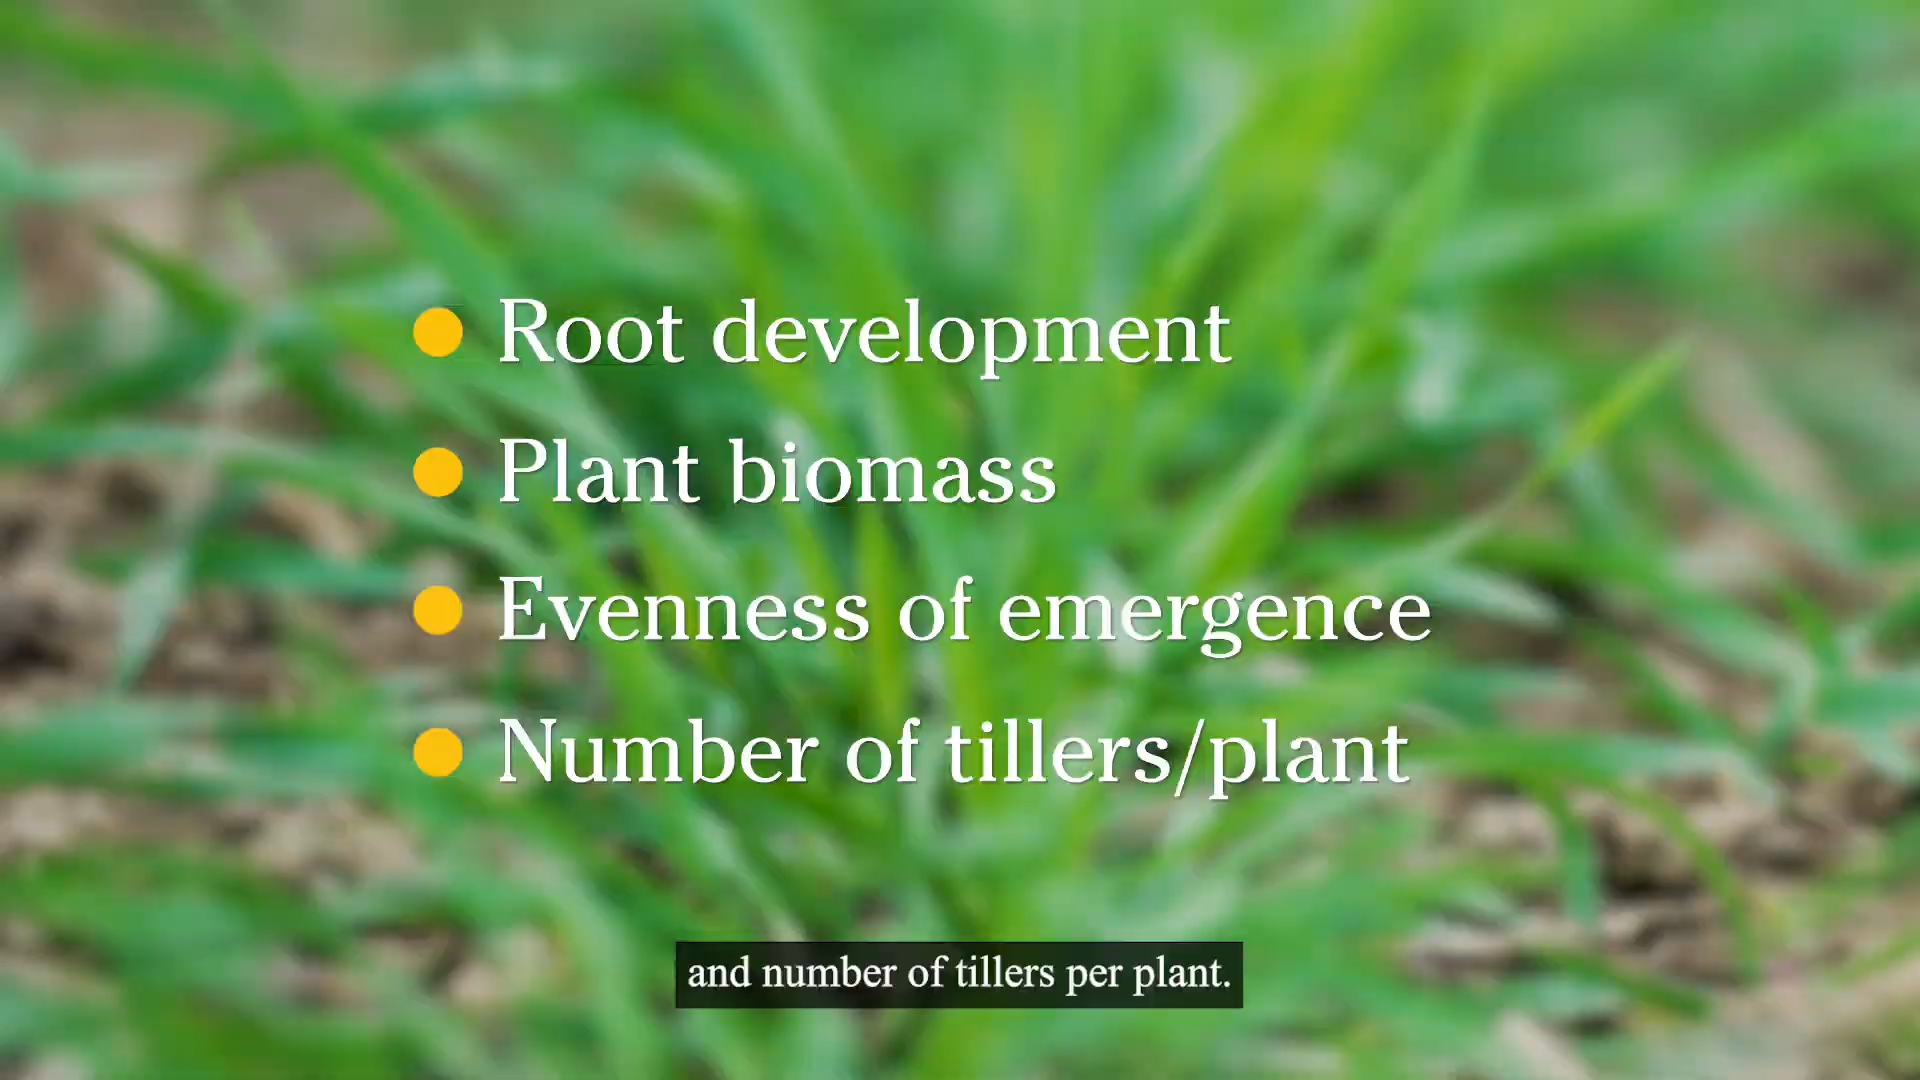 Root development
Plant biomass
Evenness of emergence
Number of tillers/plant
and number of tillers per plant.